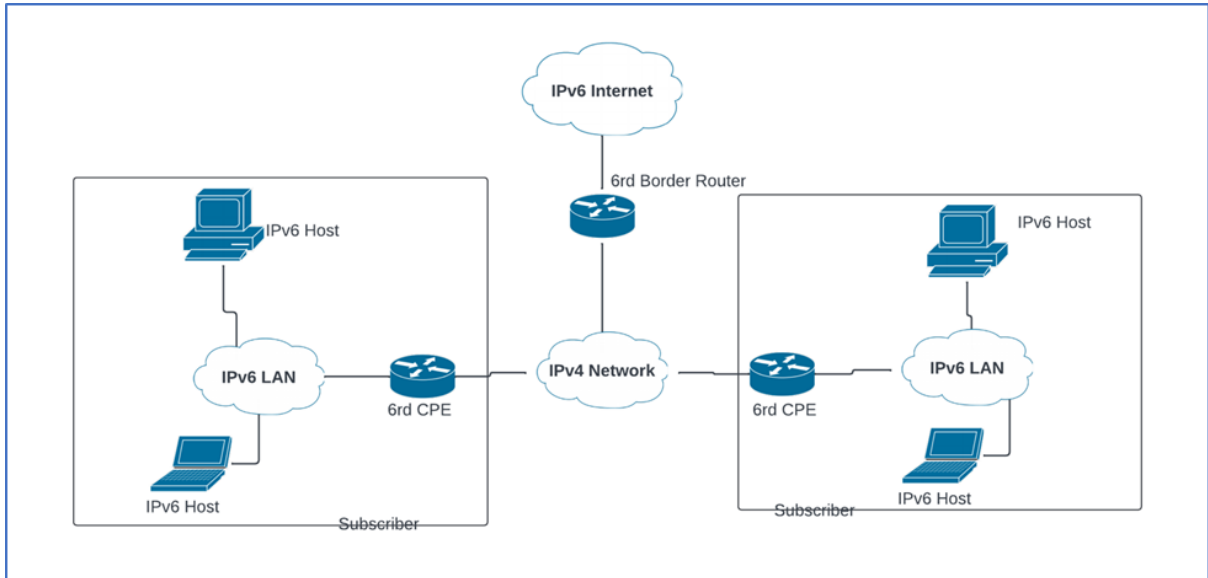 IPv6 Internet
6rd Border Router
IPv6 Host
IPv6 Host
IPv6 LAN
6rd CPE
IPv4 Network
6rd CPE
IPv6 LAN
IPv6 Host
IPv6 Host
Subscriber
Subscriber